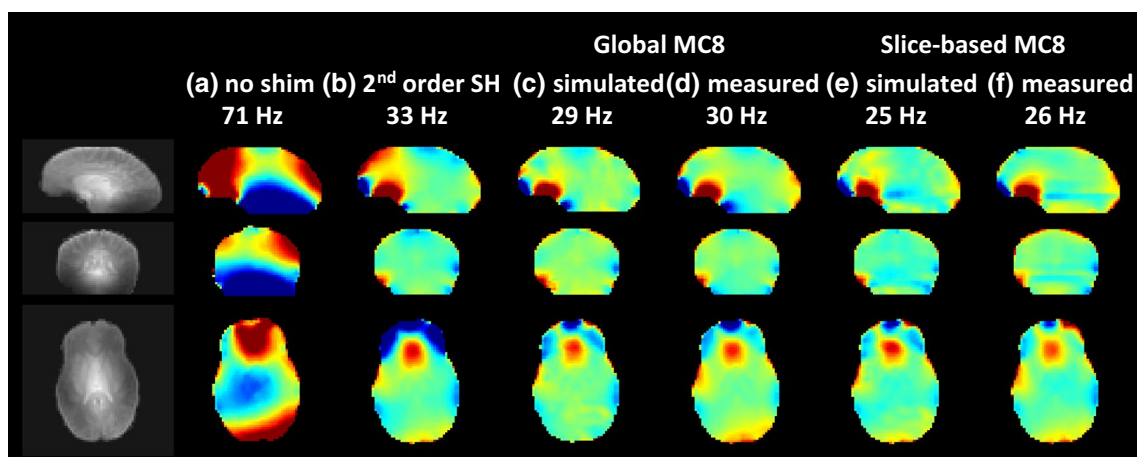 Global MC8 Slice-based MC8
(a) no shim (b) 2nd order SH (c) simulated (d) measured (e) simulated (f) measured
71 Hz 33 Hz 29 Hz 30 Hz 25 Hz 26 Hz